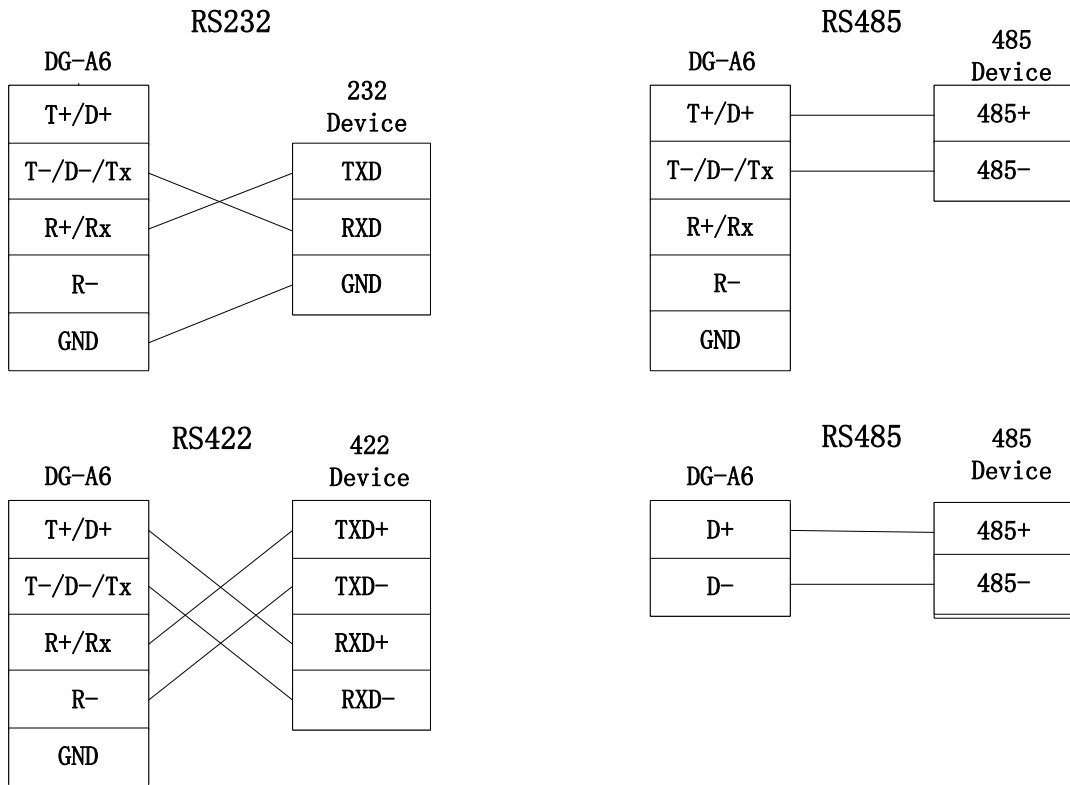 RS232
DG-A6
T+/D+
T-/D-/Tx
R+/Rx
R-
GND
232
Device
TXD
RXD
GND
RS485
DG-A6
T+/D+
T-/D-/Tx
R+/Rx
R-
GND
485
Device
485+
485-
RS422
DG-A6
T+/D+
T-/D-/Tx
R+/Rx
R-
GND
422
Device
TXD+
TXD-
RXD+
RXD-
RS485
DG-A6
D+
D-
485
Device
485+
485-